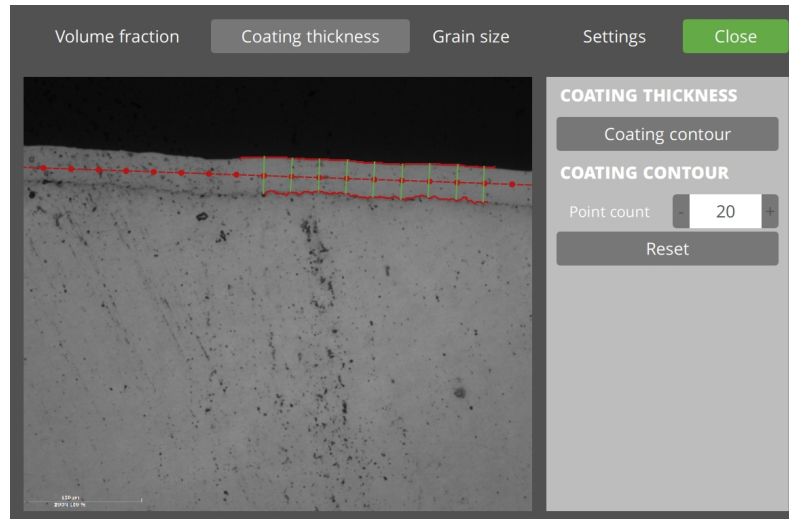 Volume fraction Coating thickness Grain size Settings Close
COATING THICKNESS
Coating contour
COATING CONTOUR
Point count - 20 +
Reset